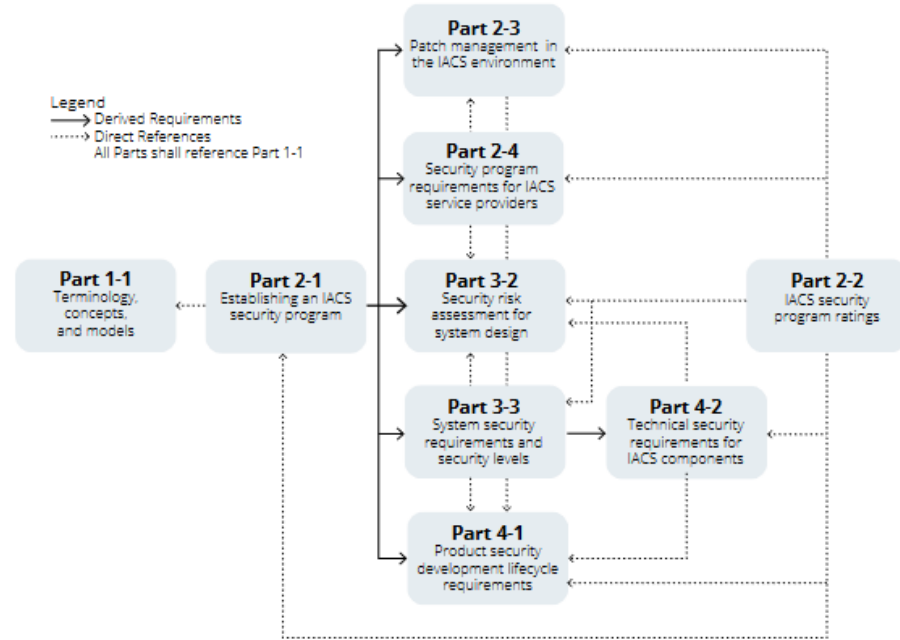 Part 2-3
Patch management in
the IACS environment
Legend
Derived Requirements
Direct References
All Parts shall reference Part 1-1
Part 2-4
Security program
requirements for IACS
service providers
Part 1-1
Terminology,
concepts,
and models
Part 2-1
Establishing an IACS
security program
Part 3-2
Security risk
assessment for
system design
Part 2-2
IACS security
program ratings
Part 3-3
System security
requirements and
security levels
Part 4-2
Technical security
requirements for
IACS components
Part 4-1
Product security
development lifecycle
requirements